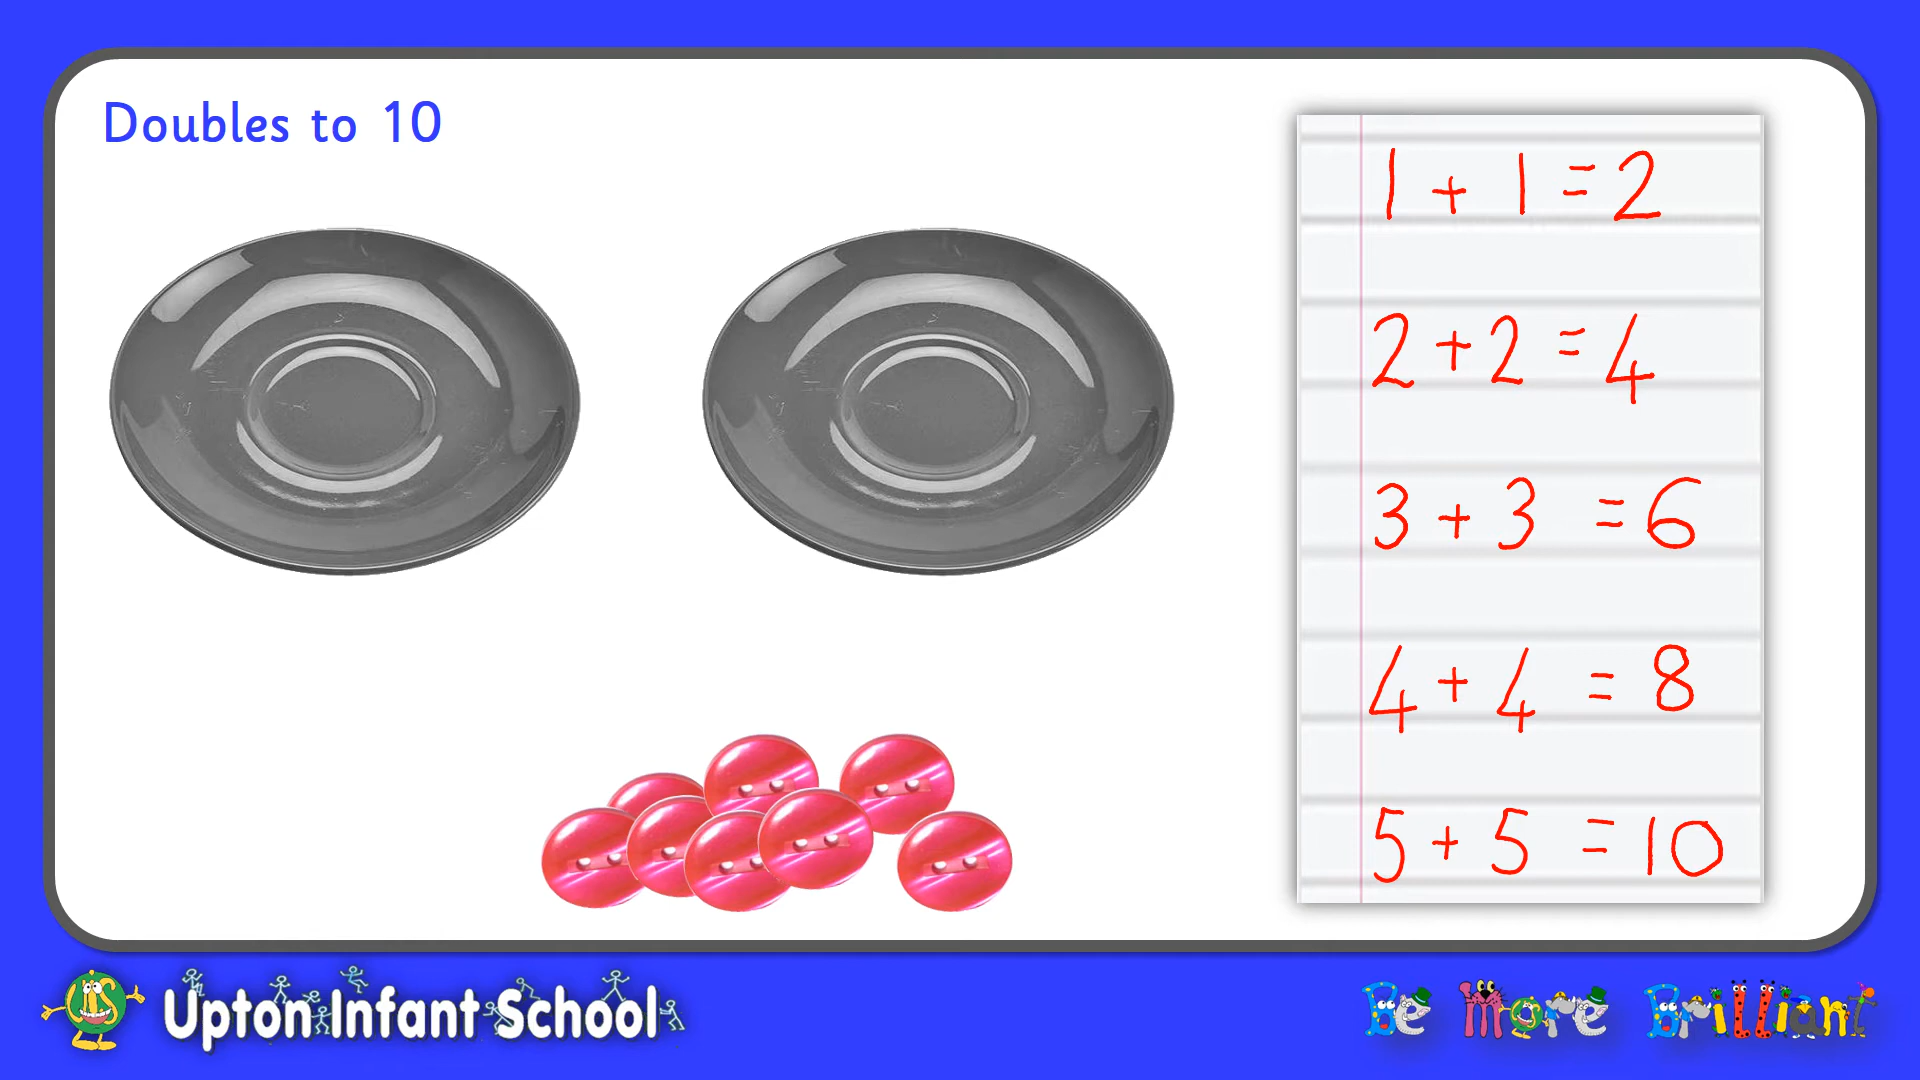 Doubles to 10
1 + 1 = 2
2 + 2 = 4
3 + 3 = 6
4 + 4 = 8
5 + 5 = 10
UIS
Upton Infant School
Be More Brilliant